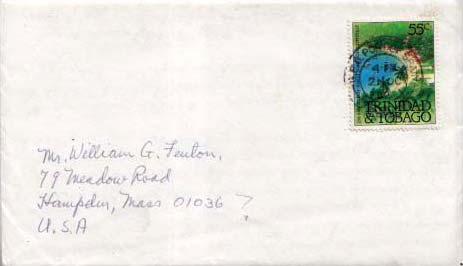 55c
TRINIDAD
& TOBAGO
Mr. William G. Fenton,
79 Meadow Road
Hampden, Mass 01036 ?
U.S.A